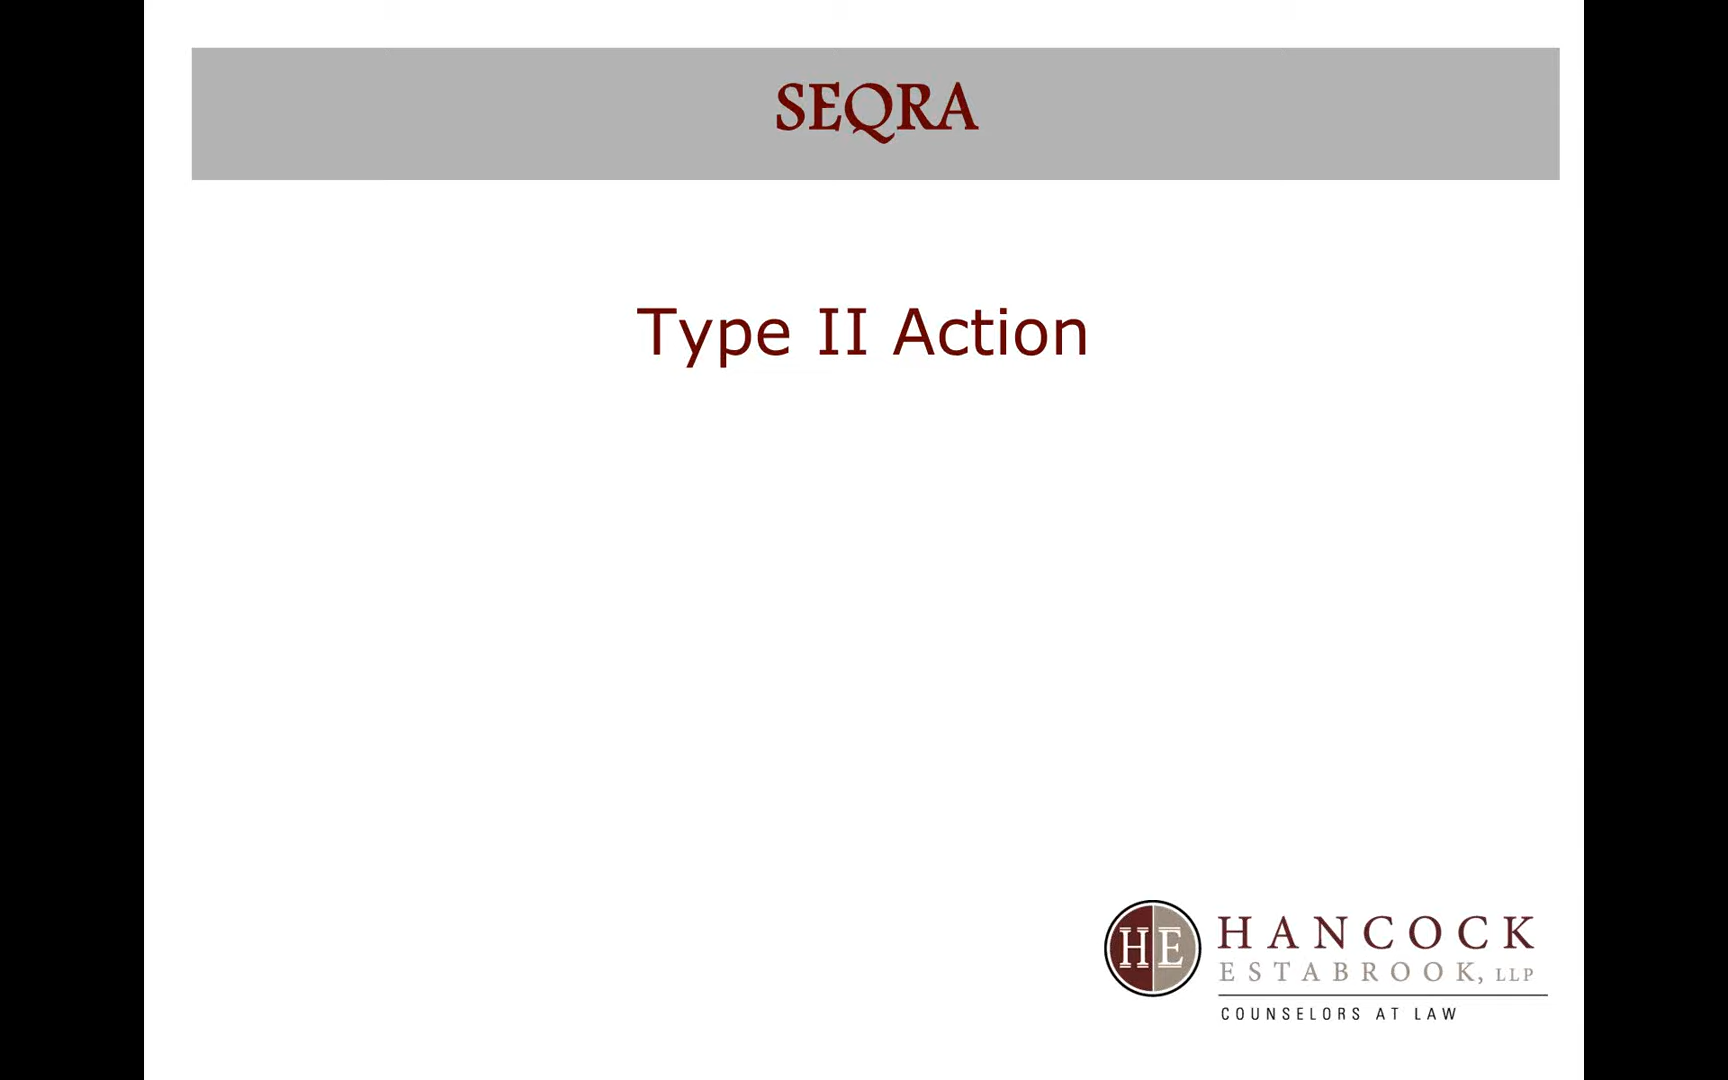 SEQRA
Type II Action
HE
HANCOCK
ESTABROOK, LLP
COUNSELORS AT LAW